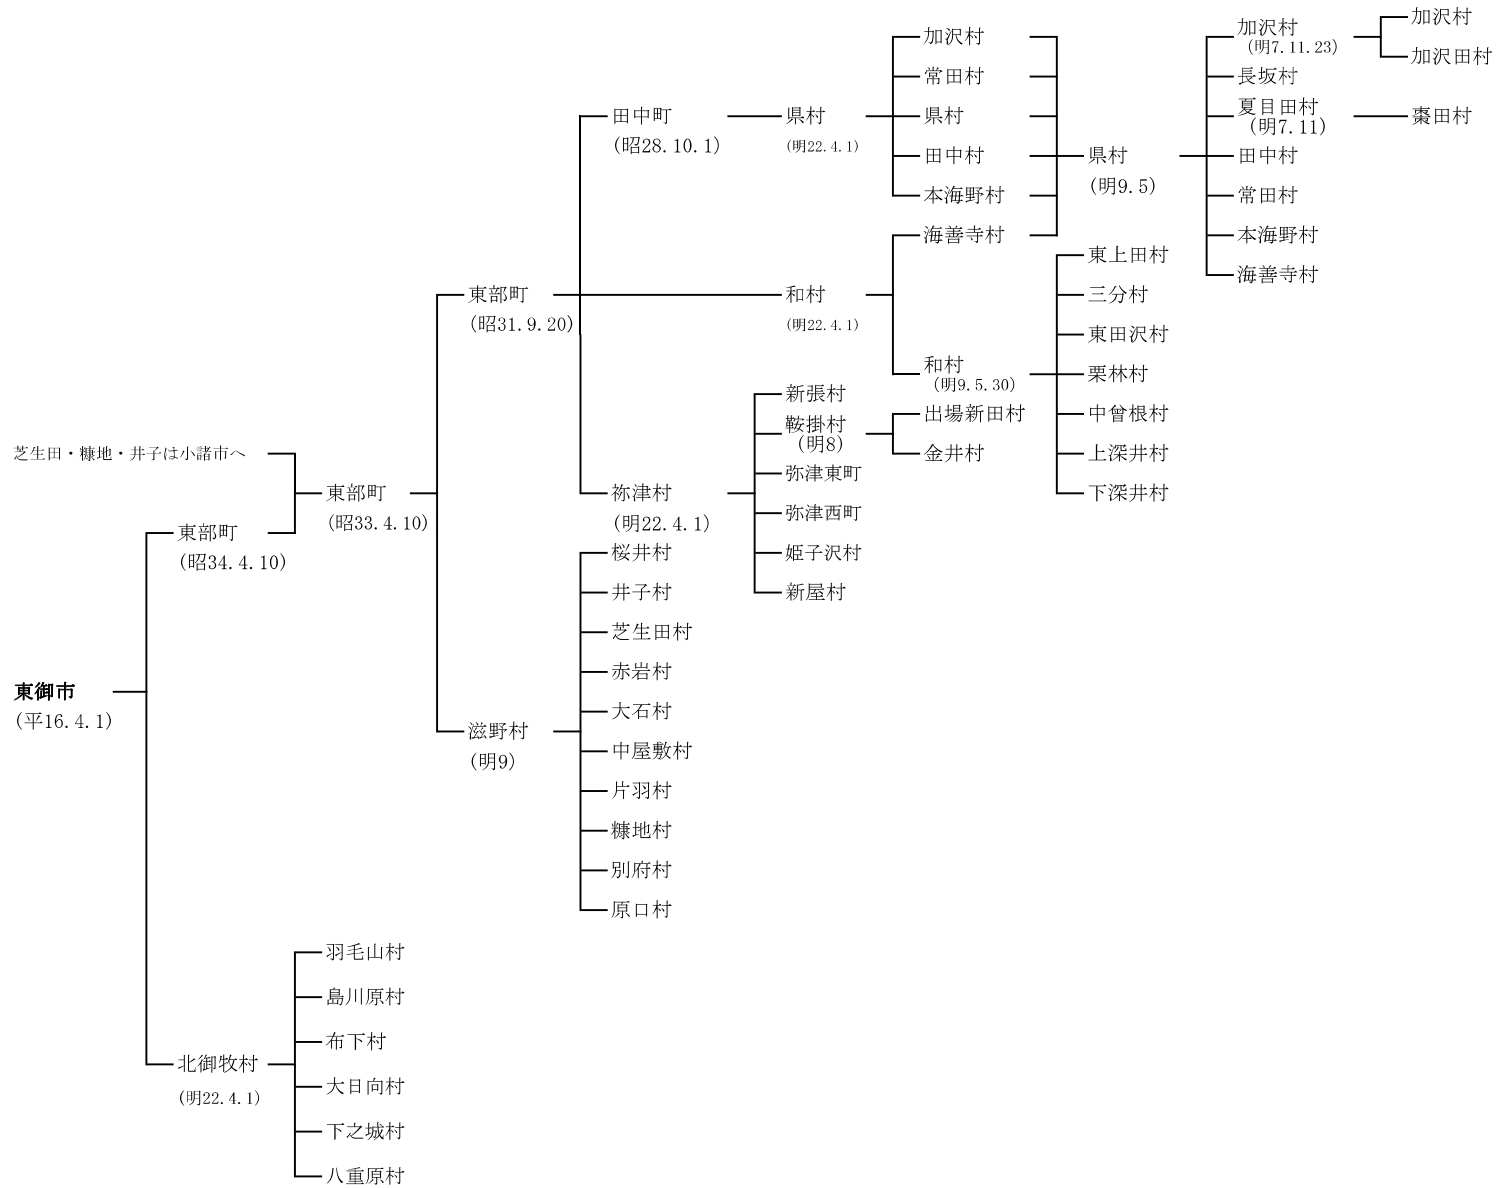 東御市
(平16.4.1)
芝生田・糠地・井子は小諸市へ
東部町
(昭34.4.10)
北御牧村
(明22.4.1)
東部町
(昭33.4.10)
羽毛山村
島川原村
布下村
大日向村
下之城村
八重原村
東部町
(昭31.9.20)
滋野村
(明9)
田中町
(昭28.10.1)
祢津村
(明22.4.1)
桜井村
井子村
芝生田村
赤岩村
大石村
中屋敷村
片羽村
糠地村
別府村
原口村
県村
(明22.4.1)
和村
(明22.4.1)
新張村
鞍掛村
(明8)
弥津東町
弥津西町
姫子沢村
新屋村
加沢村
常田村
県村
田中村
本海野村
海善寺村
和村
(明9.5.30)
出場新田村
金井村
県村
(明9.5)
東上田村
三分村
東田沢村
栗林村
中曾根村
上深井村
下深井村
加沢村
(明7.11.23)
長坂村
夏目田村
(明7.11)
田中村
常田村
本海野村
海善寺村
加沢村
加沢田村
棗田村